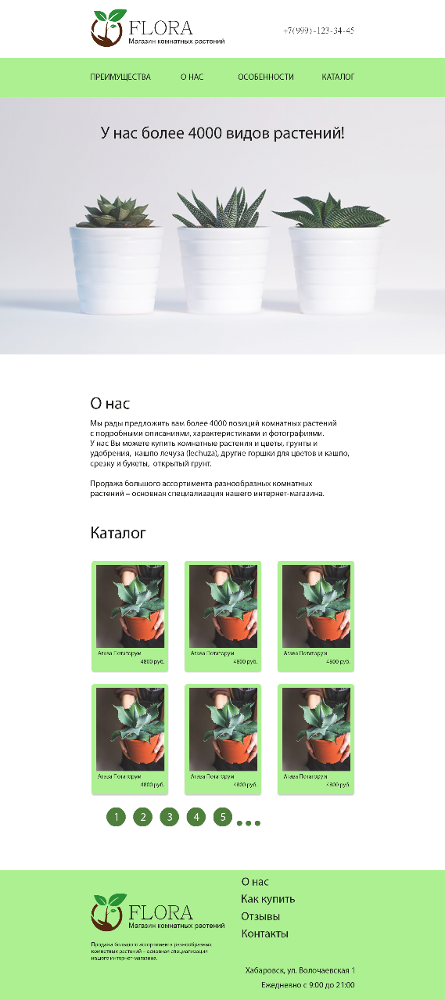 FLORA
Магазин комнатных растений
+7(999)-123-34-45
ПРЕИМУЩЕСТВА О НАС ОСОБЕННОСТИ КАТАЛОГ
У нас более 4000 видов растений!
О нас
Мы рады предложить вам более 4000 позиций комнатных растений
с подробными описаниями, характеристиками и фотографиями.
У нас Вы можете купить комнатные растения и цветы, грунты и
удобрения, кашпо лечуза (lechuza), другие горшки для цветов и кашпо,
срезку и букеты, открытый грунт.
Продажа большого ассортимента разнообразных комнатных
растений – основная специализация нашего интернет-магазина.
Каталог
Агава Потаторум
4800 руб.
Агава Потаторум
4800 руб.
Агава Потаторум
4800 руб.
Агава Потаторум
4800 руб.
Агава Потаторум
4800 руб.
Агава Потаторум
4800 руб.
1 2 3 4 5 ...
FLORA
Магазин комнатных растений
Продажа большого ассортимента разнообразных
комнатных растений – основная специализация
нашего интернет-магазина.
О нас
Как купить
Отзывы
Контакты
Хабаровск, ул. Волочаевская 1
Ежедневно с 9:00 до 21:00